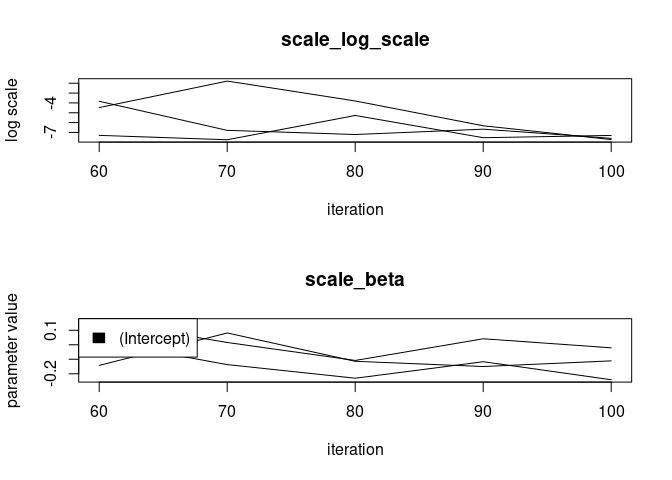 scale_log_scale
log scale
-4
-7
60 70 80 90 100
iteration
scale_beta
parameter value
0.1
-0.2
(Intercept)
60 70 80 90 100
iteration